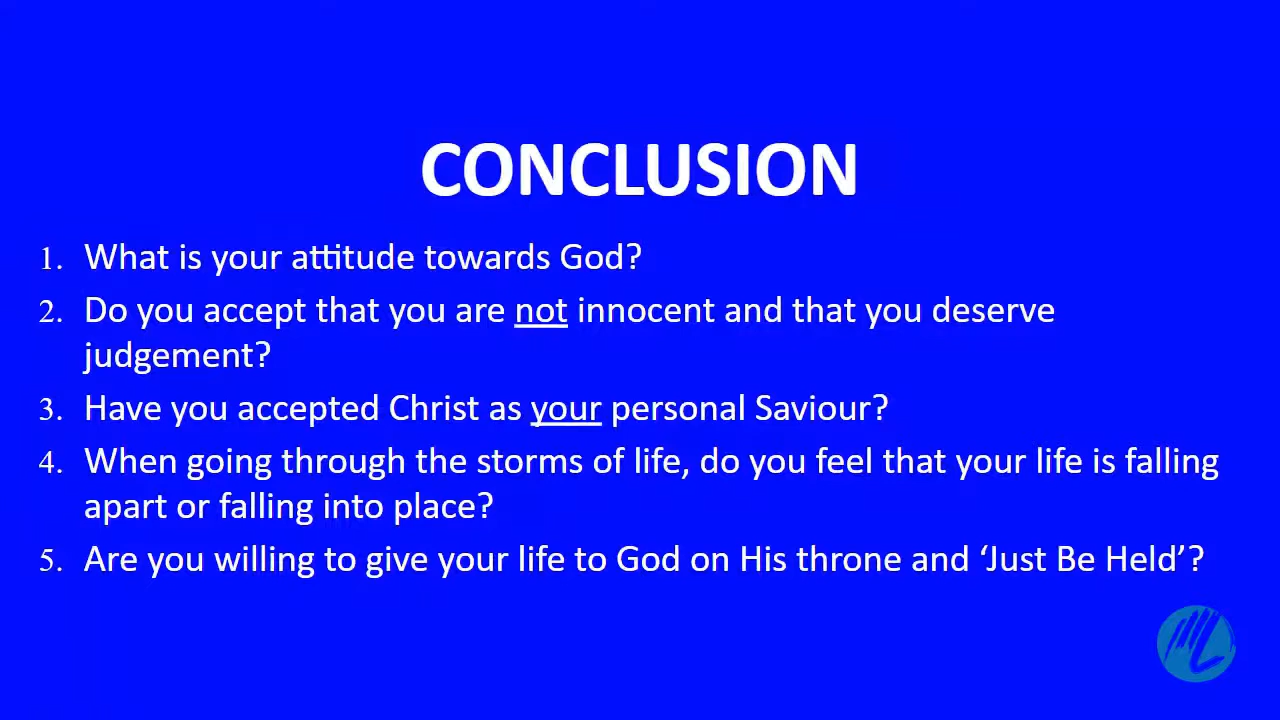 CONCLUSION
1. What is your attitude towards God?
2. Do you accept that you are not innocent and that you deserve
judgement?
3. Have you accepted Christ as your personal Saviour?
4. When going through the storms of life, do you feel that your life is falling
apart or falling into place?
5. Are you willing to give your life to God on His throne and ‘Just Be Held’?